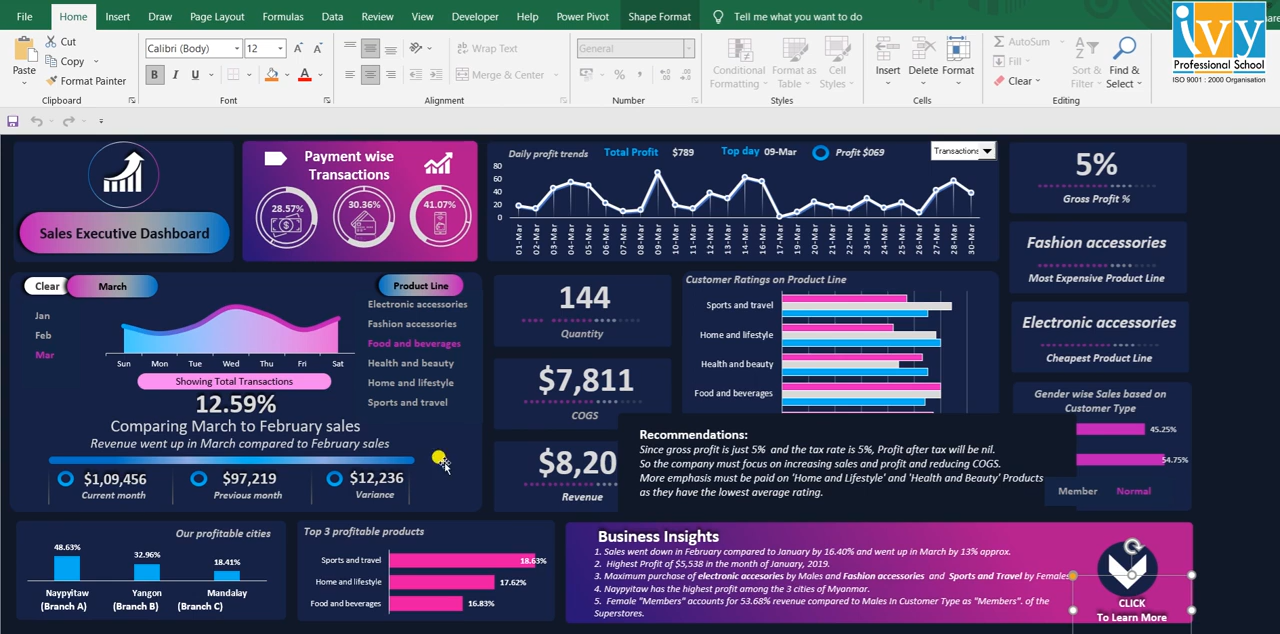 File Home Insert Draw Page Layout Formulas Data Review View Developer Help Power Pivot Shape Format Tell me what you want to do
ivy
Professional School
ISO 9001 : 2000 Organisation
Paste
Cut
Copy
Format Painter
Clipboard
Calibri (Body) 12
B I U
Font
Wrap Text
Merge & Center
Alignment
General
Number
Conditional Formatting
Format as Table
Cell Styles
Styles
Insert Delete Format
Cells
AutoSum
Fill
Clear
Sort & Filter
Find & Select
Editing
Sales Executive Dashboard
Payment wise
Transactions
28.57% 30.36% 41.07%
Daily profit trends Total Profit $789 Top day 09-Mar Profit $069
Transactions
80
60
40
20
0
01-Mar 02-Mar 03-Mar 04-Mar 05-Mar 06-Mar 07-Mar 08-Mar 09-Mar 10-Mar 11-Mar 12-Mar 13-Mar 14-Mar 16-Mar 17-Mar 18-Mar 19-Mar 20-Mar 23-Mar 24-Mar 25-Mar 26-Mar 27-Mar 28-Mar 30-Mar
5%
Gross Profit %
Fashion accessories
Most Expensive Product Line
Electronic accessories
Cheapest Product Line
Clear March
Jan
Feb
Mar
Sun Mon Tue Wed Thu Fri Sat
Showing Total Transactions
Product Line
Electronic accessories
Fashion accessories
Food and beverages
Health and beauty
Home and lifestyle
Sports and travel
12.59%
Comparing March to February sales
Revenue went up in March compared to February sales
$1,09,456 $97,219 $12,236
Current month Previous month Variance
144
Quantity
$7,811
COGS
$8,20
Revenue
Customer Ratings on Product Line
Sports and travel
Home and lifestyle
Health and beauty
Food and beverages
Gender wise Sales based on
Customer Type
45.25%
54.75%
Member Normal
Recommendations:
Since gross profit is just 5% and the tax rate is 5%, Profit after tax will be nil.
So the company must focus on increasing sales and profit and reducing COGS.
More emphasis must be paid on 'Home and LIfestyle' and 'Health and Beauty' Products
as they have the lowest average rating.
Our profitable cities
48.63% 32.96% 18.41%
Naypyitaw Yangon Mandalay
(Branch A) (Branch B) (Branch C)
Top 3 profitable products
Sports and travel 18.63%
Home and lifestyle 17.62%
Food and beverages 16.83%
Business Insights
1. Sales went down in February compared to January by 16.40% and went up in March by 13% approx.
2. Highest Profit of $5,538 in the month of January, 2019.
3. Maximum purchase of electronic accesories by Males and Fashion accessories and Sports and Travel by Females
4. Naypyitaw has the highest profit among the 3 cities of Myanmar.
5. Female "Members" accounts for 53.68% revenue compared to Males In Customer Type as "Members". of the
Superstores.
CLICK
To Learn More